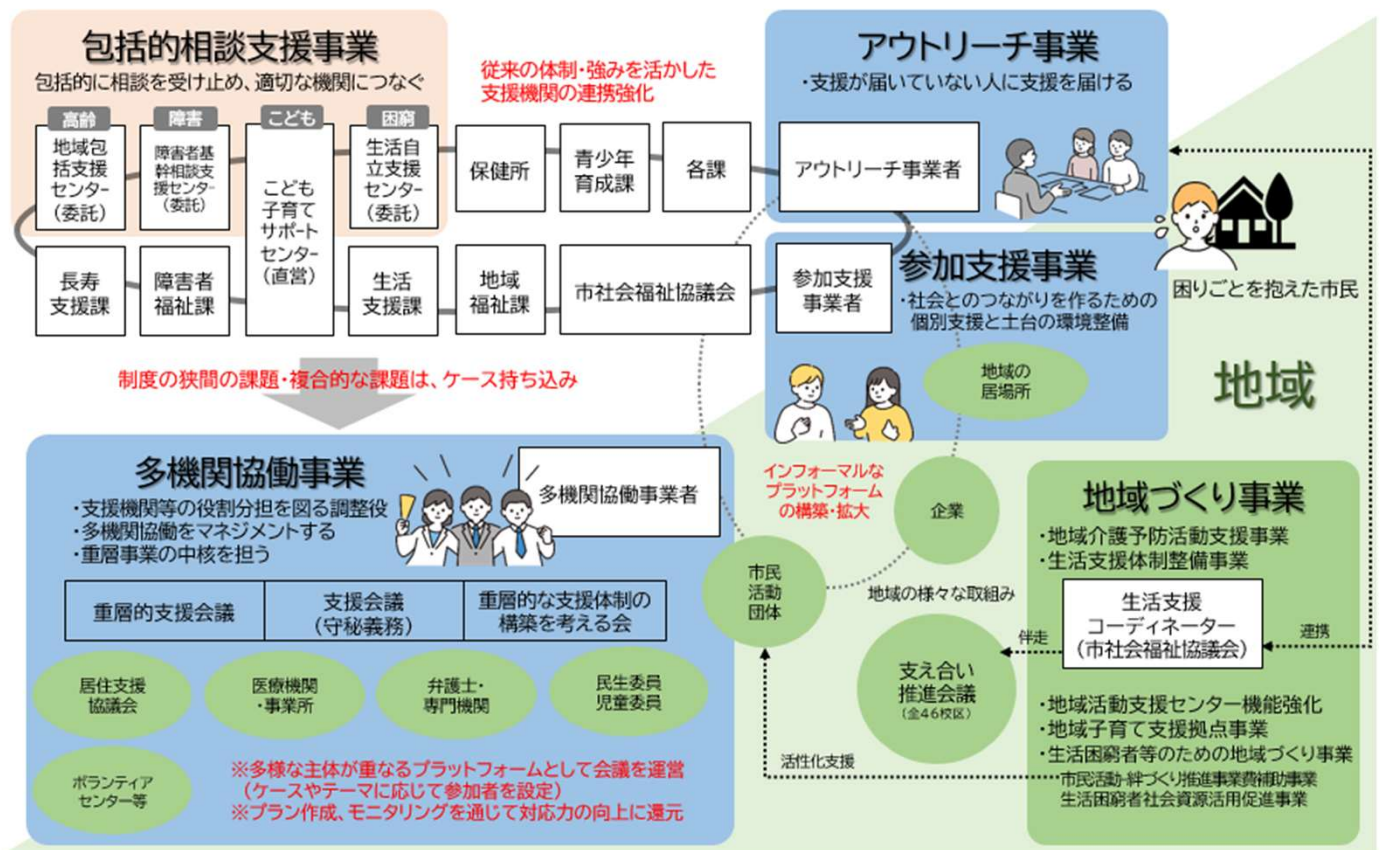 包括的相談支援事業
包括的に相談を受け止め、適切な機関につなぐ
高齢
地域包
括支援
センター
(委託)
障害
障害者基
幹相談支
援センター
(委託)
こども
こども
子育て
サポート
センター
(直営)
困窮
生活自
立支援
センター
(委託)
従来の体制・強みを活かした
支援機関の連携強化
保健所
青少年
育成課
各課
長寿
支援課
障害者
福祉課
生活
支援課
地域
福祉課
市社会福祉協議会
アウトリーチ事業
・支援が届いていない人に支援を届ける
アウトリーチ事業者
参加支援事業
参加支援
事業者
・社会とのつながりを作るための
個別支援と土台の環境整備
地域の
居場所
困りごとを抱えた市民
地域
制度の狭間の課題・複合的な課題は、ケース持ち込み
多機関協働事業
・支援機関等の役割分担を図る調整役
・多機関協働をマネジメントする
・重層事業の中核を担う
多機関協働事業者
重層的支援会議
支援会議
(守秘義務)
重層的な支援体制の
構築を考える会
居住支援
協議会
医療機関
・事業所
弁護士・
専門機関
民生委員
児童委員
ボランティア
センター等
※多様な主体が重なるプラットフォームとして会議を運営
(ケースやテーマに応じて参加者を設定)
※プラン作成、モニタリングを通じて対応力の向上に還元
インフォーマルな
プラットフォーム
の構築・拡大
企業
市民
活動
団体
地域の様々な取組み
支え合い
推進会議
(全46校区)
伴走
連携
活性化支援
地域づくり事業
・地域介護予防活動支援事業
・生活支援体制整備事業
生活支援
コーディネーター
(市社会福祉協議会)
・地域活動支援センター機能強化
・地域子育て支援拠点事業
・生活困窮者等のための地域づくり事業
市民活動・絆づくり推進事業費補助事業
生活困窮者社会資源活用促進事業